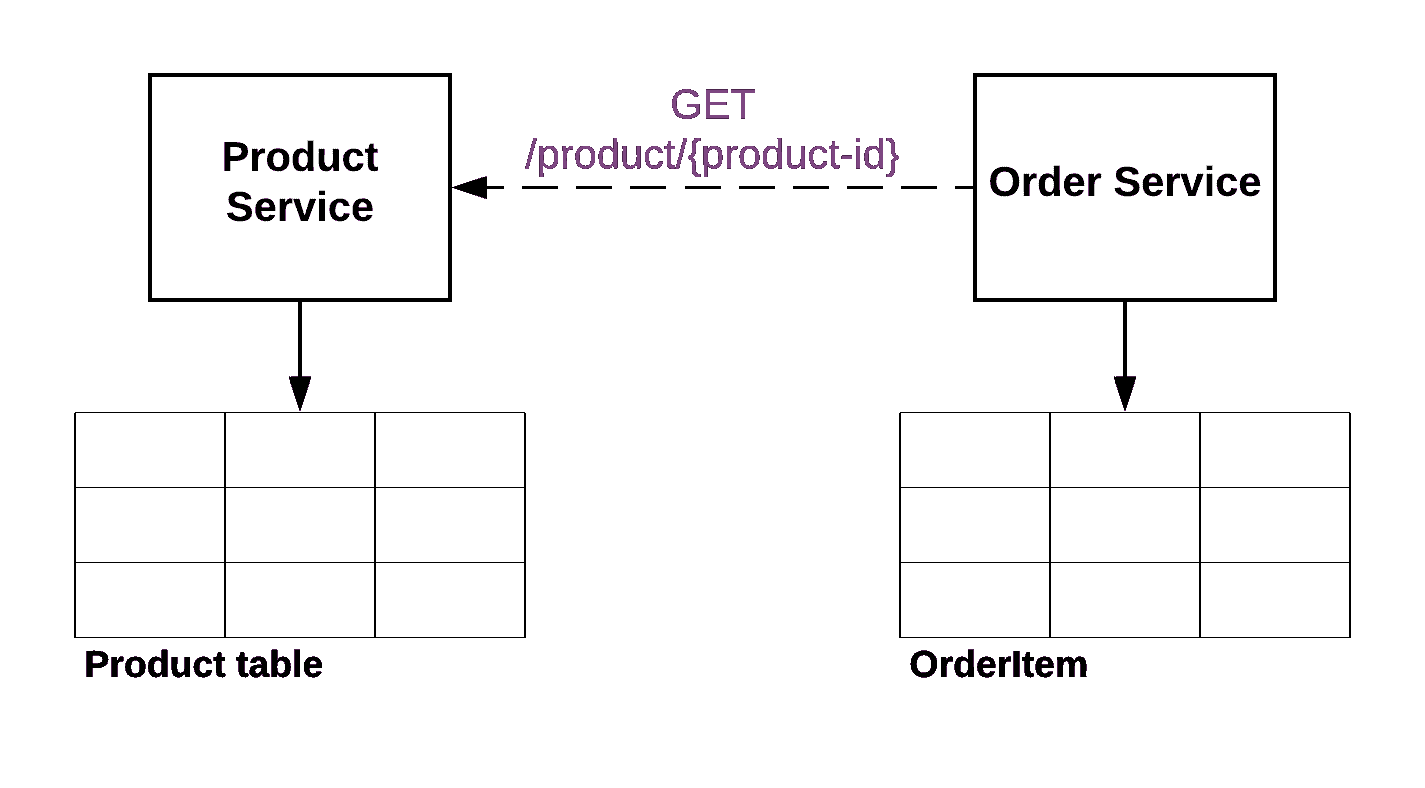 GET
/product/{product-id}
Product
Service
Order Service
Product table
OrderItem